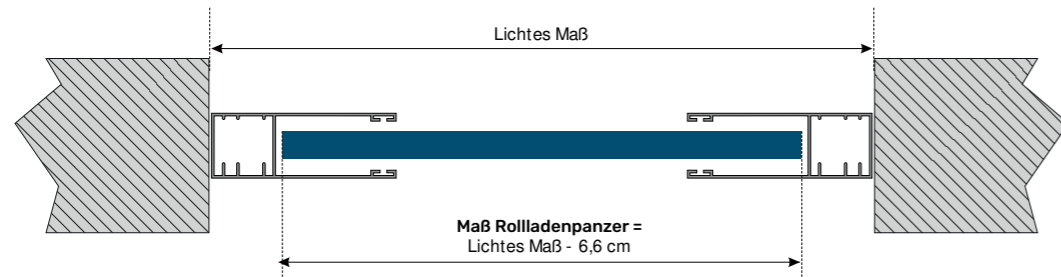 Lichtes Maß
Maß Rollladenpanzer =
Lichtes Maß - 6,6 cm